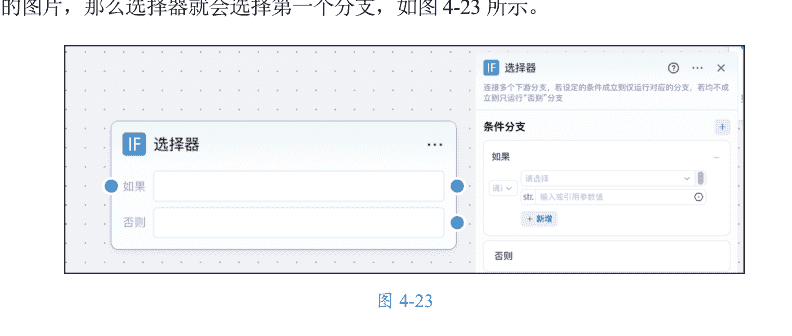 的图片，那么选择器就会选择第一个分支，如图 4-23 所示。
IF 选择器 ...
如果
否则
IF 选择器
连接多个下游分支，若设定的条件成立则仅运行对应的分支，若均不成
立则只运行“否则”分支
条件分支 +
如果
请选择
请i
str. 输入或引用参数值
+ 新增
否则
图 4-23